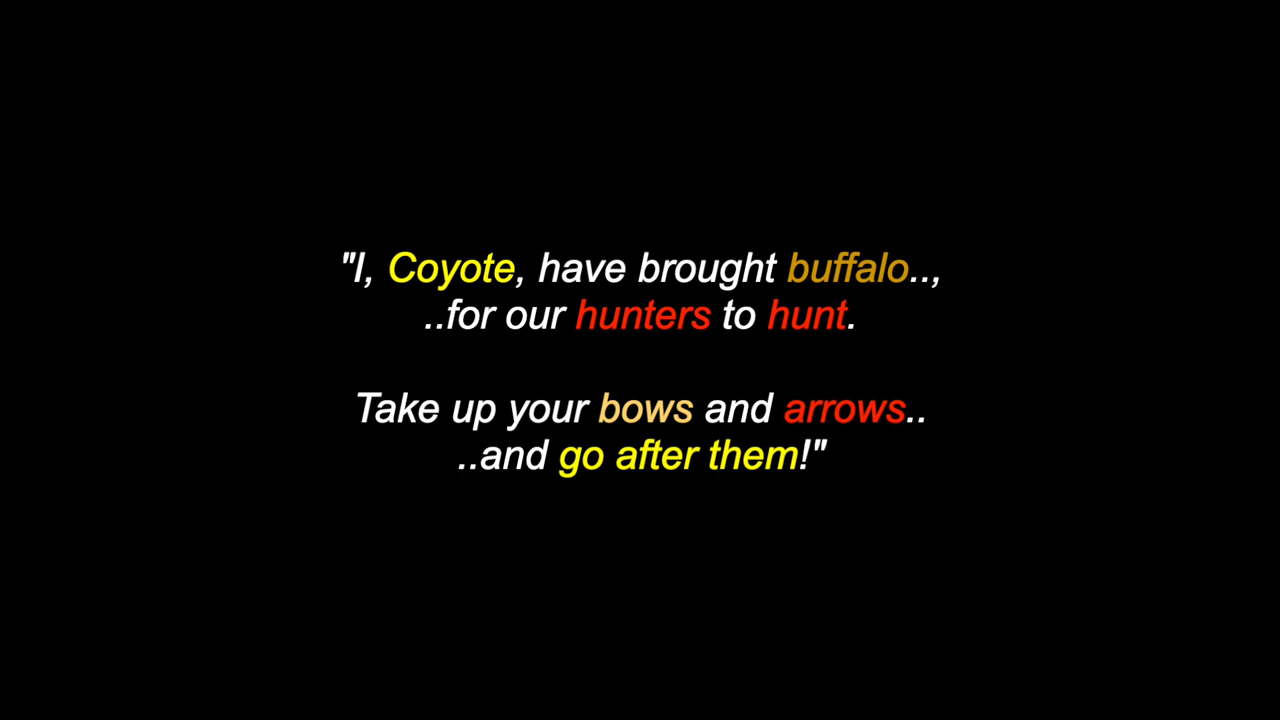 "I, Coyote, have brought buffalo..,
..for our hunters to hunt.
Take up your bows and arrows..
..and go after them!"